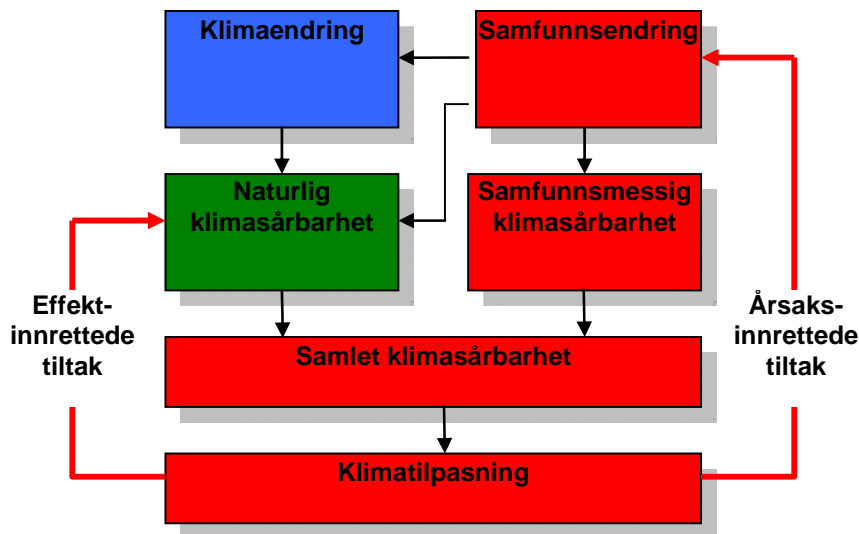 Klimaendring
Samfunnsendring
Naturlig
klimasårbarhet
Samfunnsmessig
klimasårbarhet
Effekt-
innrettede
tiltak
Årsaks-
innrettede
tiltak
Samlet klimasårbarhet
Klimatilpasning